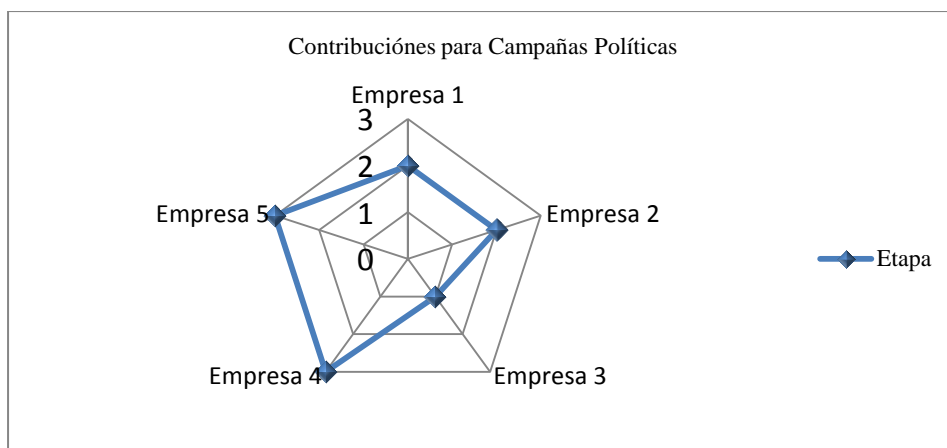 Contribuciónes para Campañas Políticas
Empresa 1
3
2
1
0
Empresa 2
Empresa 3
Empresa 4
Empresa 5
Etapa